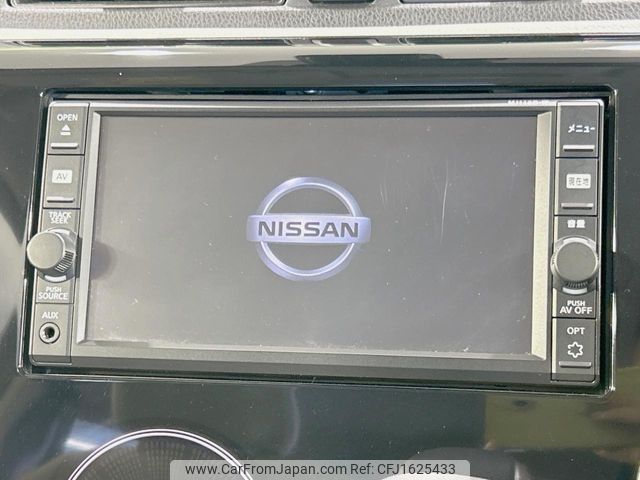 OPEN
AV
TRACK
SEEK
PUSH
SOURCE
AUX
NISSAN
メニュー
現在地
音量
PUSH
AV OFF
OPT
www.CarFromJapan.com for CFJ1625433